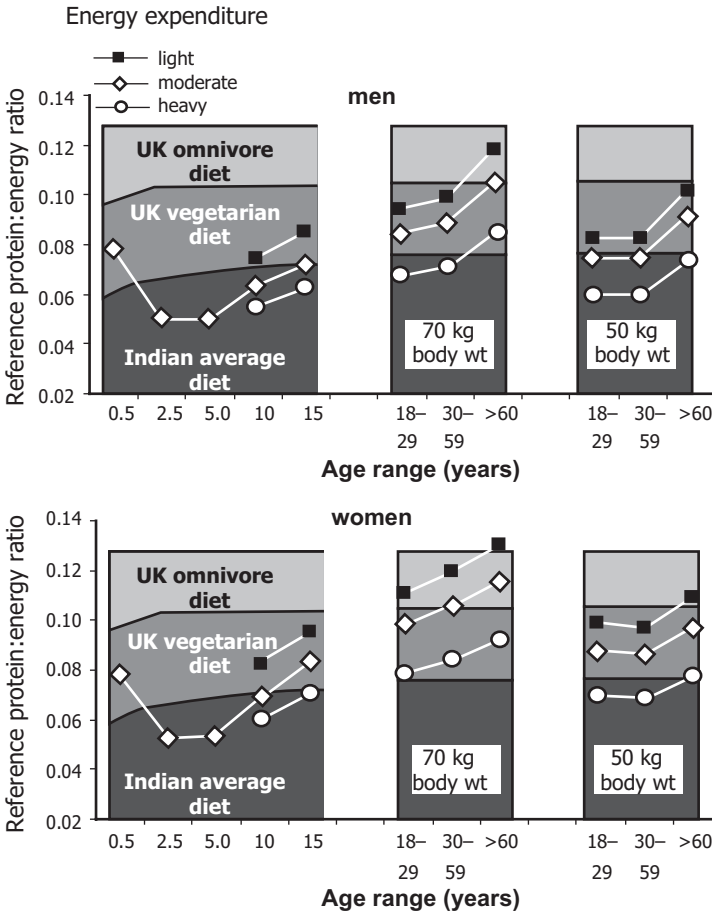 Energy expenditure
light
moderate
heavy
men
Reference protein:energy ratio
0.14
0.12
0.10
0.08
0.06
0.04
0.02
UK omnivore
diet
UK vegetarian
diet
Indian average
diet
70 kg
body wt
50 kg
body wt
0.5 2.5 5.0 10 15 18– 30– >60 18– 30– >60
29 59 29 59
Age range (years)
women
Reference protein:energy ratio
0.14
0.12
0.10
0.08
0.06
0.04
0.02
UK omnivore
diet
UK vegetarian
diet
Indian average
diet
70 kg
body wt
50 kg
body wt
0.5 2.5 5.0 10 15 18– 30– >60 18– 30– >60
29 59 29 59
Age range (years)